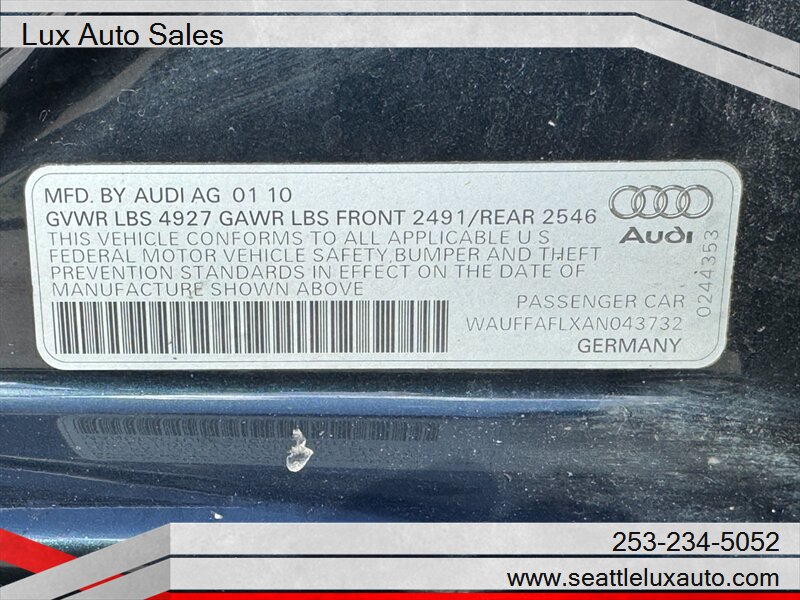 Lux Auto Sales
MFD. BY AUDI AG 01 10
GVWR LBS 4927 GAWR LBS FRONT 2491/REAR 2546
THIS VEHICLE CONFORMS TO ALL APPLICABLE U S
FEDERAL MOTOR VEHICLE SAFETY,BUMPER AND THEFT
PREVENTION STANDARDS IN EFFECT ON THE DATE OF
MANUFACTURE SHOWN ABOVE
Audi
0244353
PASSENGER CAR
WAUFFAFLXAN043732
GERMANY
253-234-5052
www.seattleluxauto.com